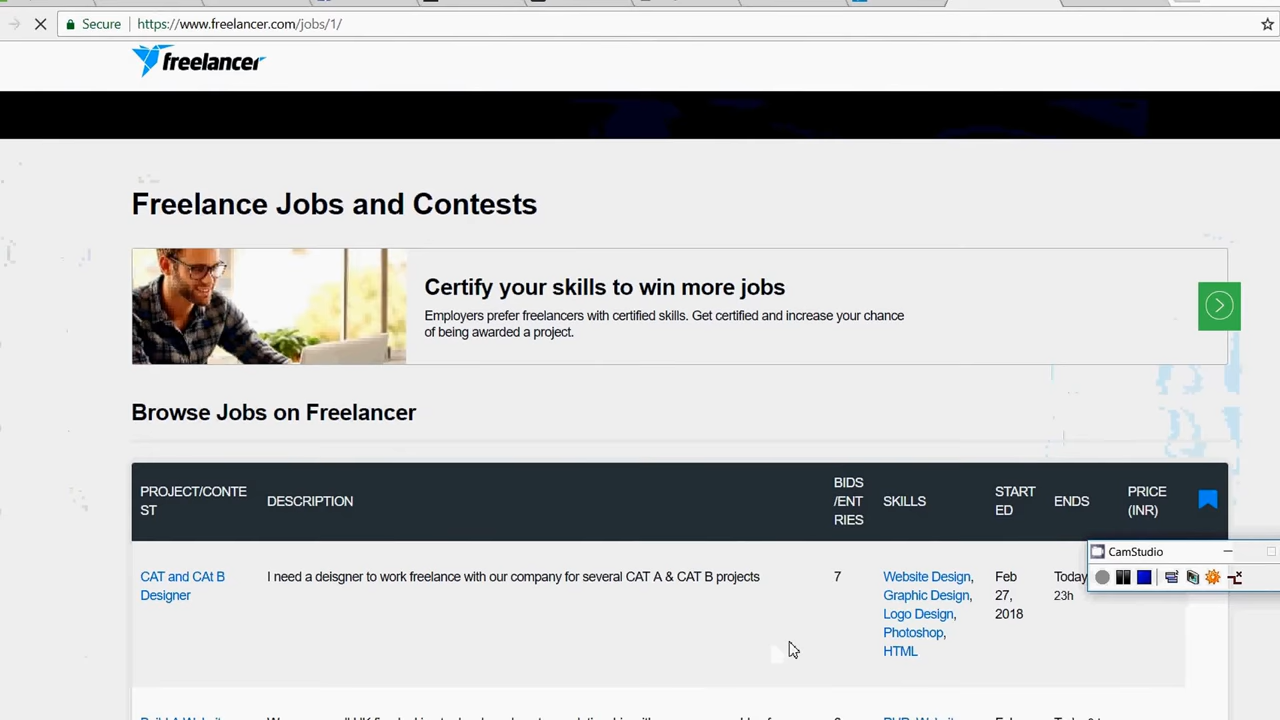 Secure https://www.freelancer.com/jobs/1/
freelancer
Freelance Jobs and Contests
Certify your skills to win more jobs
Employers prefer freelancers with certified skills. Get certified and increase your chance
of being awarded a project.
Browse Jobs on Freelancer
PROJECT/CONTE
ST
DESCRIPTION
BIDS
/ENT
RIES
SKILLS
START
ED
ENDS
PRICE
(INR)
CamStudio
CAT and CAt B
Designer
I need a deisgner to work freelance with our company for several CAT A & CAT B projects
7
Website Design,
Graphic Design,
Logo Design,
Photoshop,
HTML
Feb
27,
2018
Today
23h